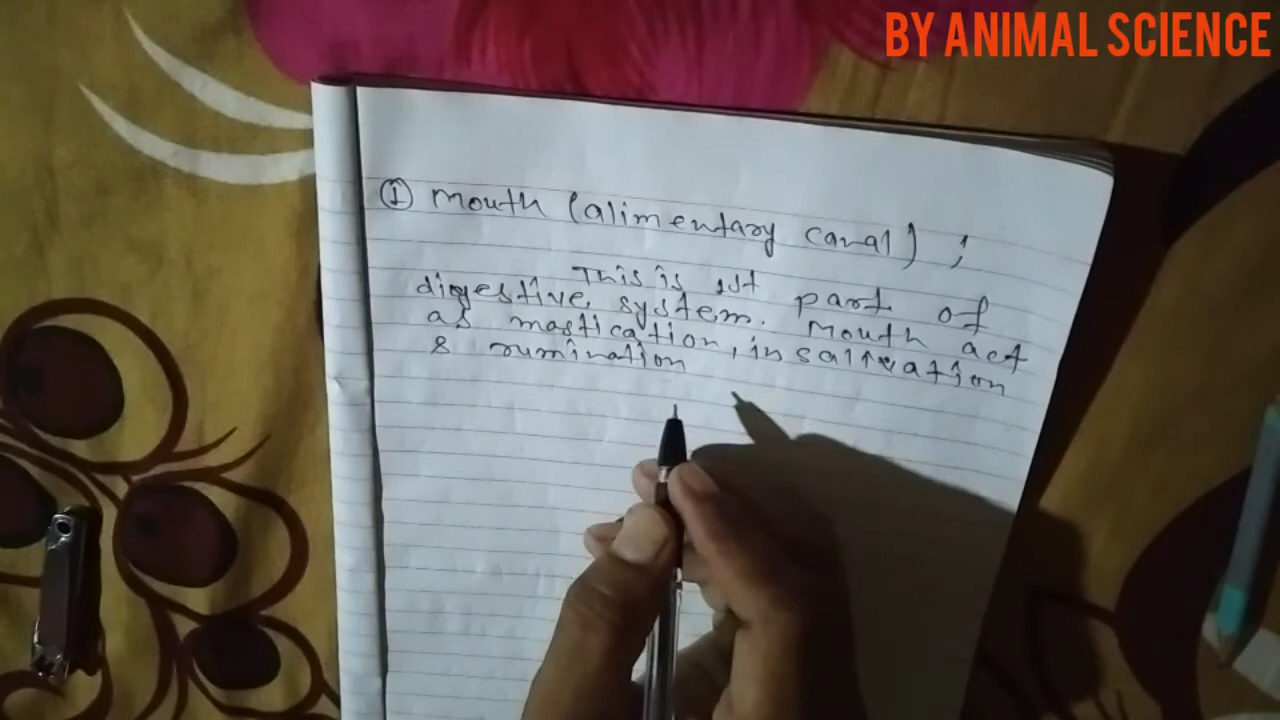 BY ANIMAL SCIENCE
① Mouth (alimentary canal) ;
This is 1st part of
digestive system. Mouth act
as mastication, insalivation
& rumination